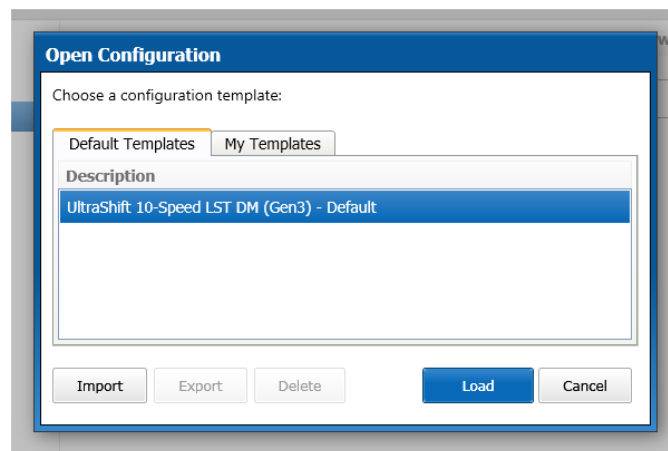 Open Configuration
Choose a configuration template:
Default Templates
My Templates
Description
UltraShift 10-Speed LST DM (Gen3) - Default
Import
Export
Delete
Load
Cancel